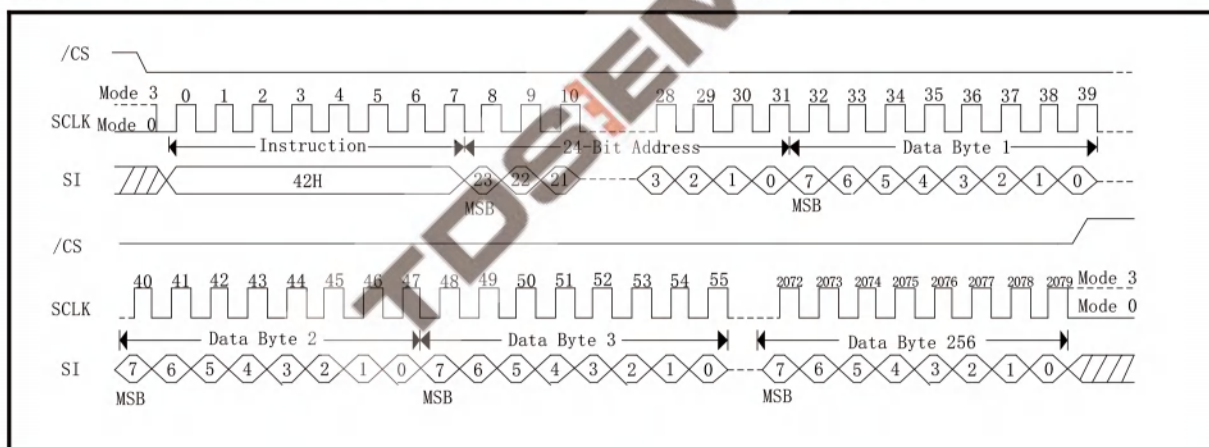 /CS
Mode 3 0 1 2 3 4 5 6 7 8 9 10 28 29 30 31 32 33 34 35 36 37 38 39
SCLK
Mode 0
Instruction 24-Bit Address Data Byte 1
SI 42H 23 22 21 3 2 1 0 7 6 5 4 3 2 1 0
MSB MSB
/CS
40 41 42 43 44 45 46 47 48 49 50 51 52 53 54 55 2072 2073 2074 2075 2076 2077 2078 2079 Mode 3
SCLK Mode 0
Data Byte 2 Data Byte 3 Data Byte 256
SI 7 6 5 4 3 2 1 0 7 6 5 4 3 2 1 0 7 6 5 4 3 2 1 0
MSB MSB MSB